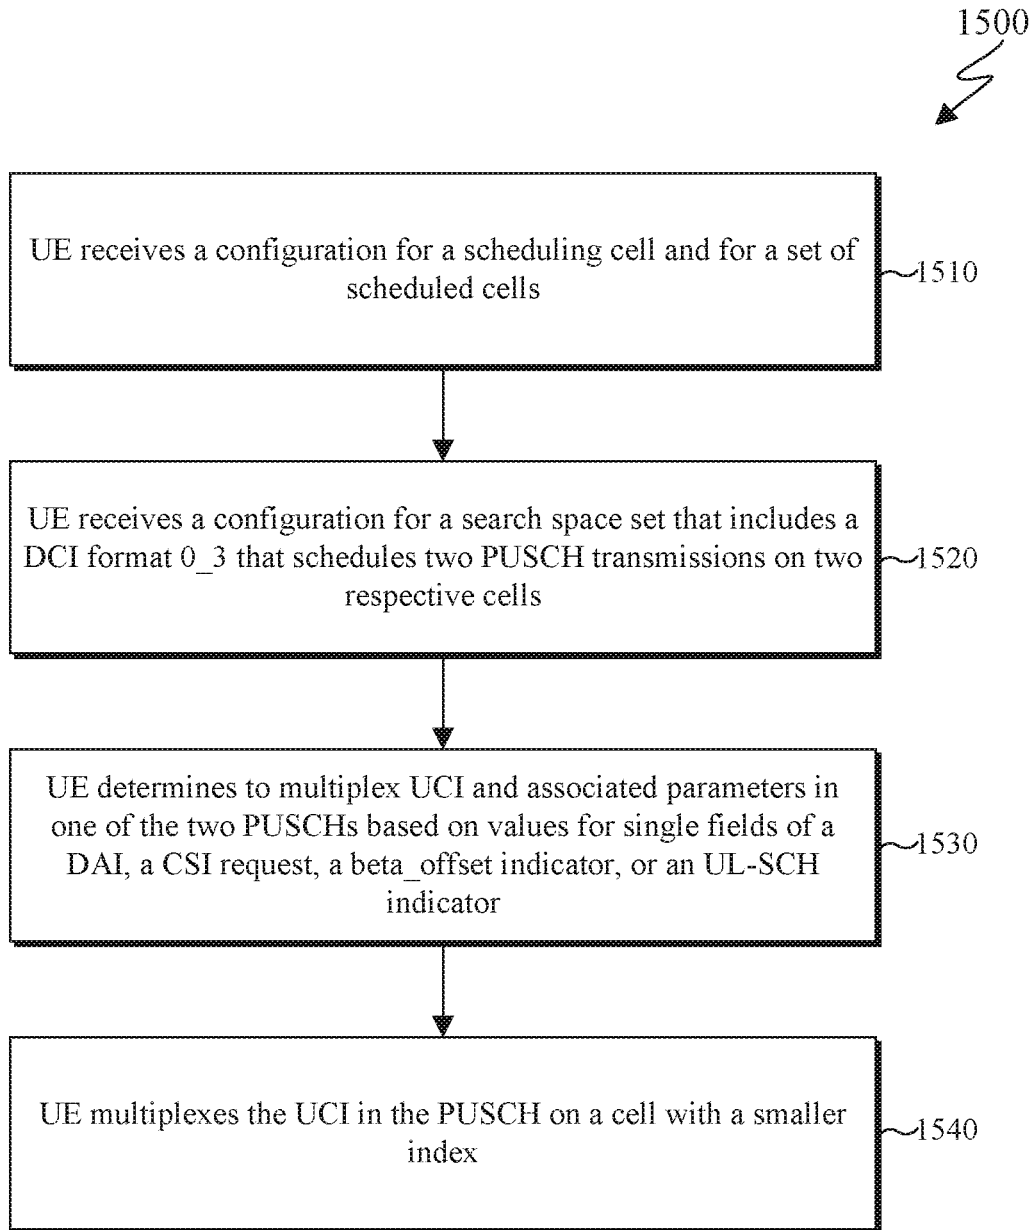 1500
UE receives a configuration for a scheduling cell and for a set of
scheduled cells
1510
UE receives a configuration for a search space set that includes a
DCI format 0_3 that schedules two PUSCH transmissions on two
respective cells
1520
UE determines to multiplex UCI and associated parameters in
one of the two PUSCHs based on values for single fields of a
DAI, a CSI request, a beta_offset indicator, or an UL-SCH
indicator
1530
UE multiplexes the UCI in the PUSCH on a cell with a smaller
index
1540